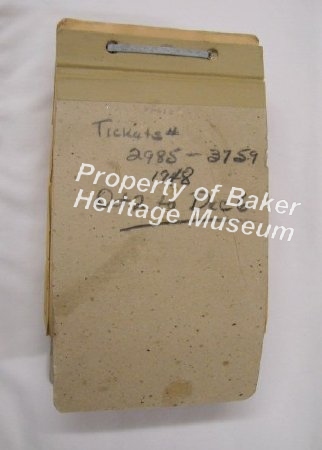 Tickets #
2985 - 3759
1948
Property of Baker
Heritage Museum